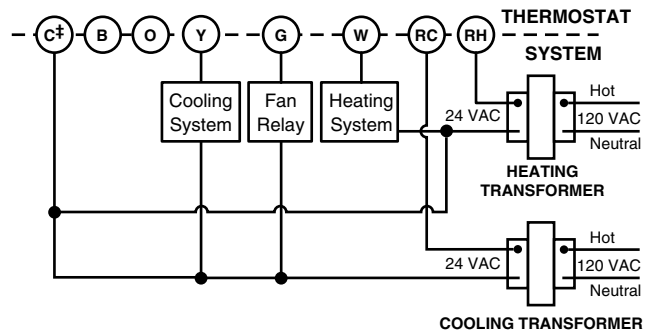 THERMOSTAT
C‡ B O Y G W RC RH
SYSTEM
Cooling
System
Fan
Relay
Heating
System
24 VAC
Hot
120 VAC
Neutral
HEATING
TRANSFORMER
24 VAC
Hot
120 VAC
Neutral
COOLING TRANSFORMER